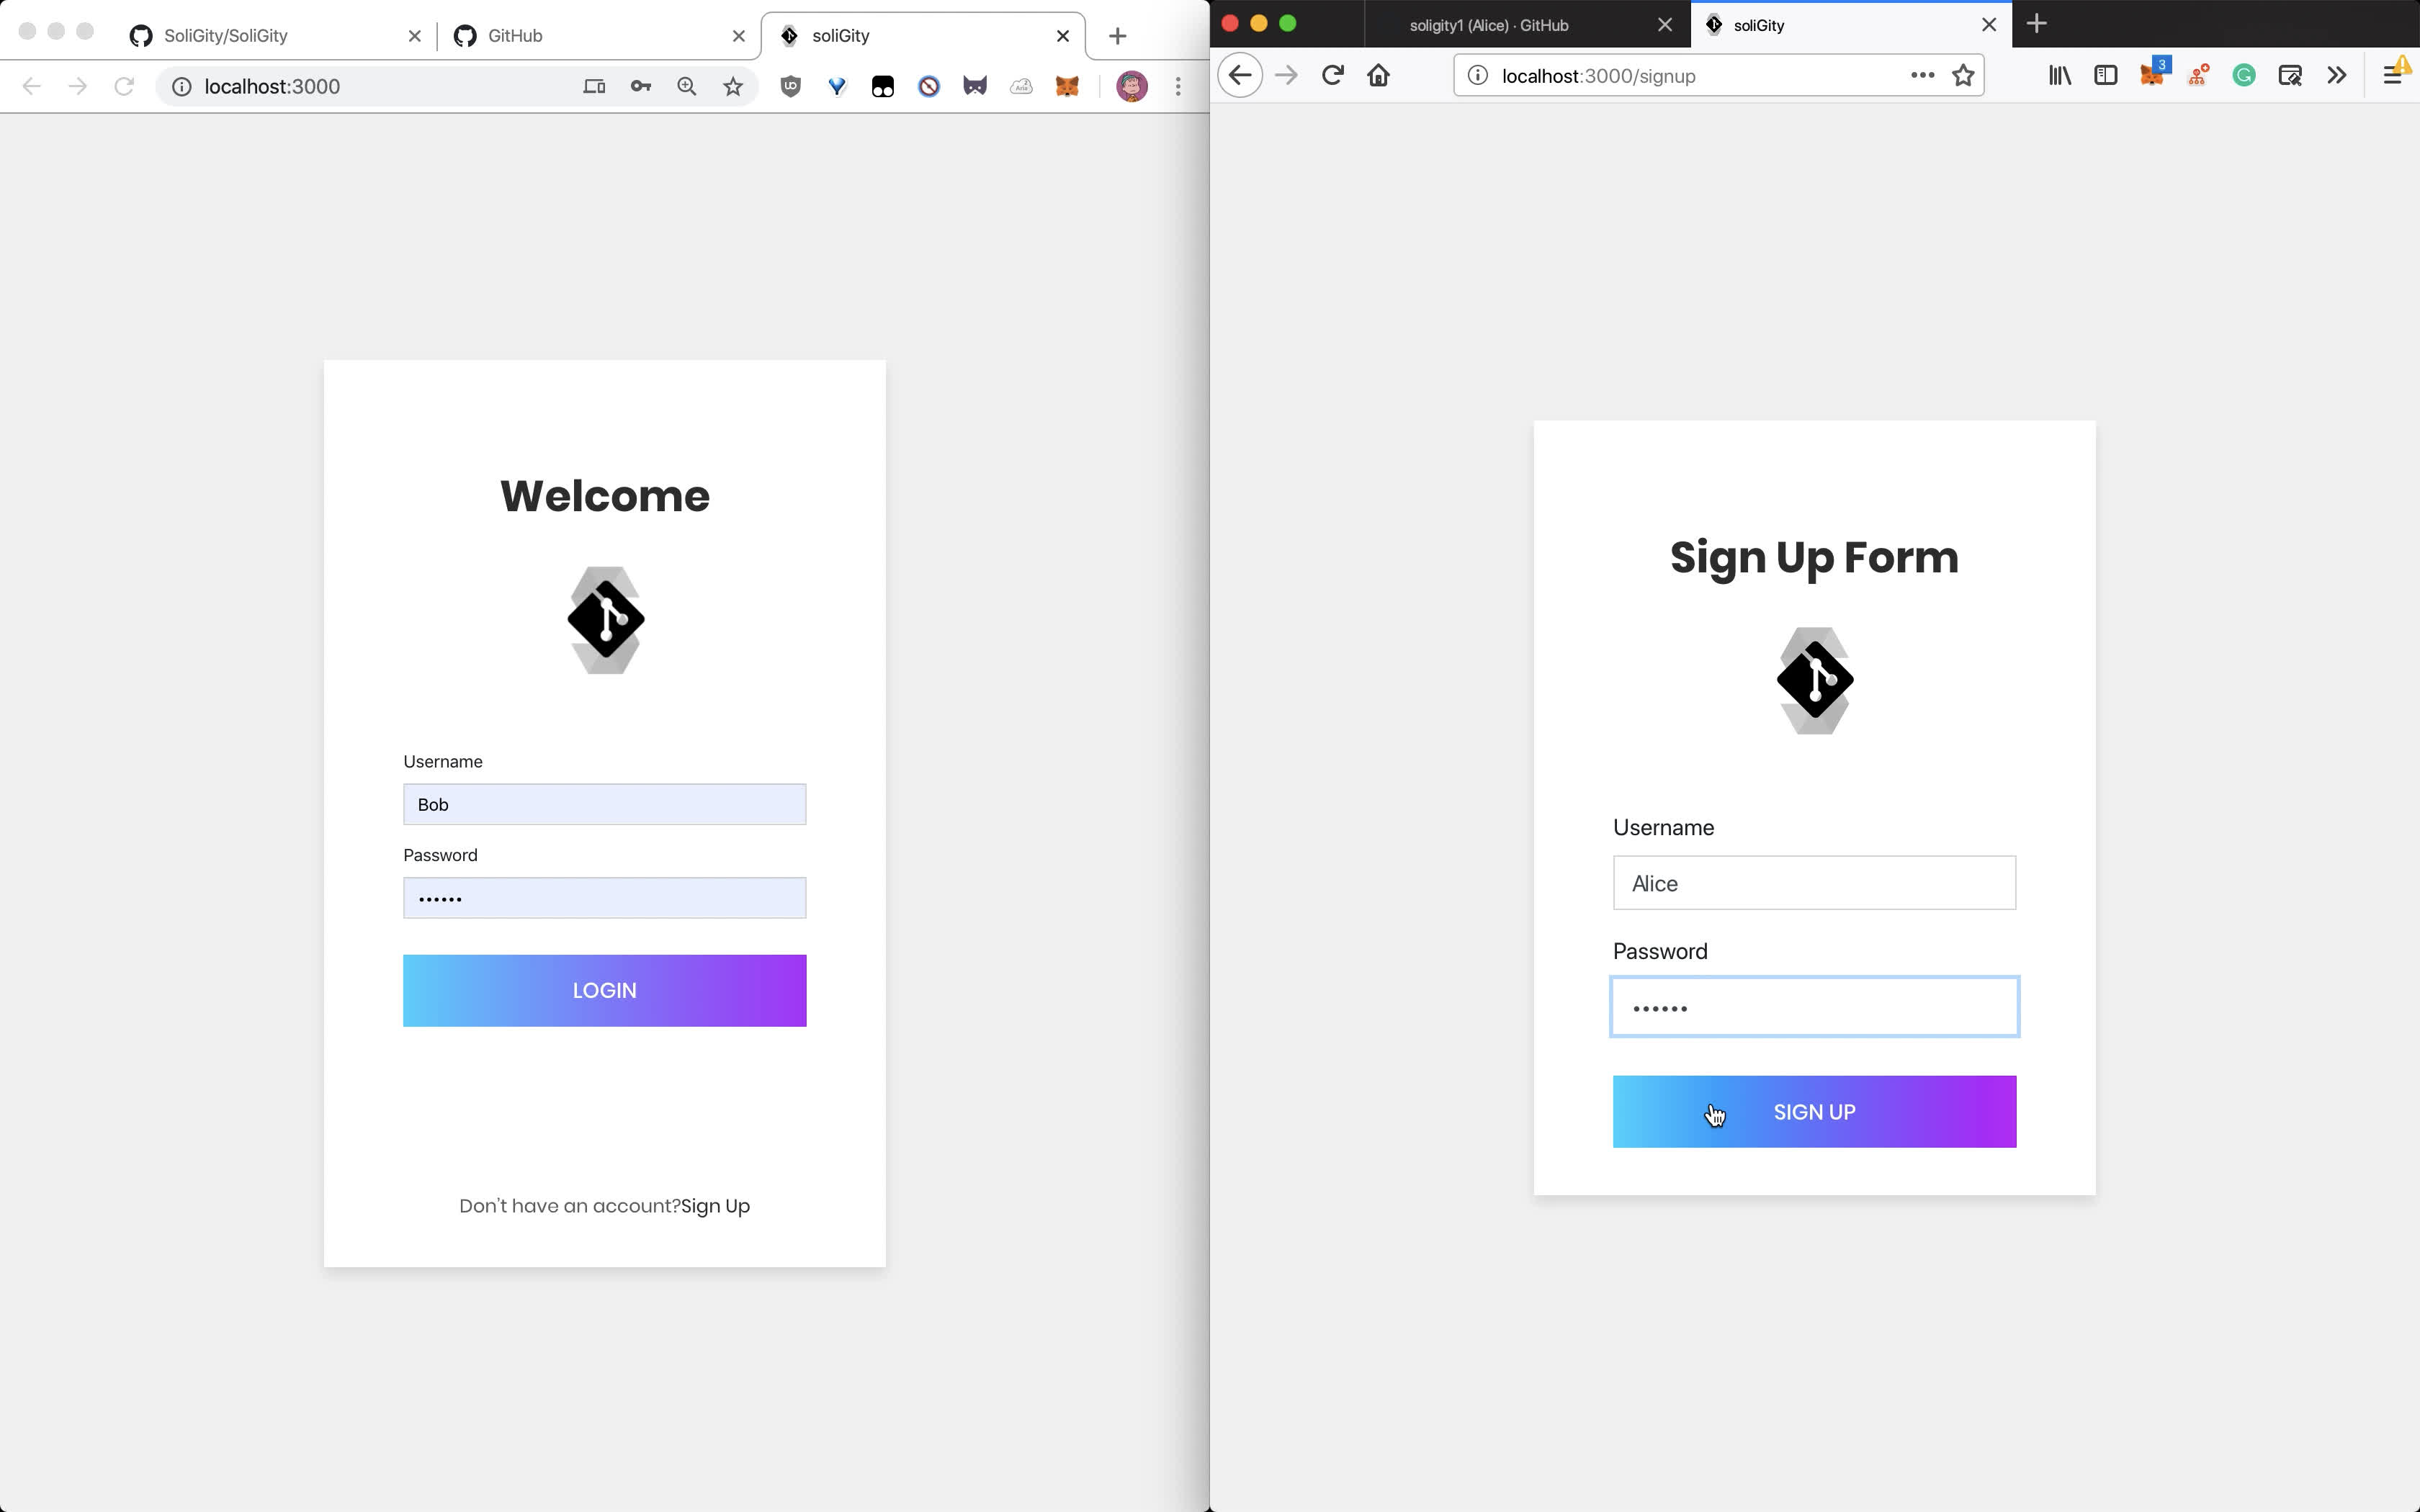 SoliGity/SoliGity
GitHub
soliGity
localhost:3000
Welcome
Username
Bob
Password
••••••
LOGIN
Don't have an account?Sign Up
soligity1 (Alice) · GitHub
soliGity
localhost:3000/signup
3
Sign Up Form
Username
Alice
Password
••••••
SIGN UP